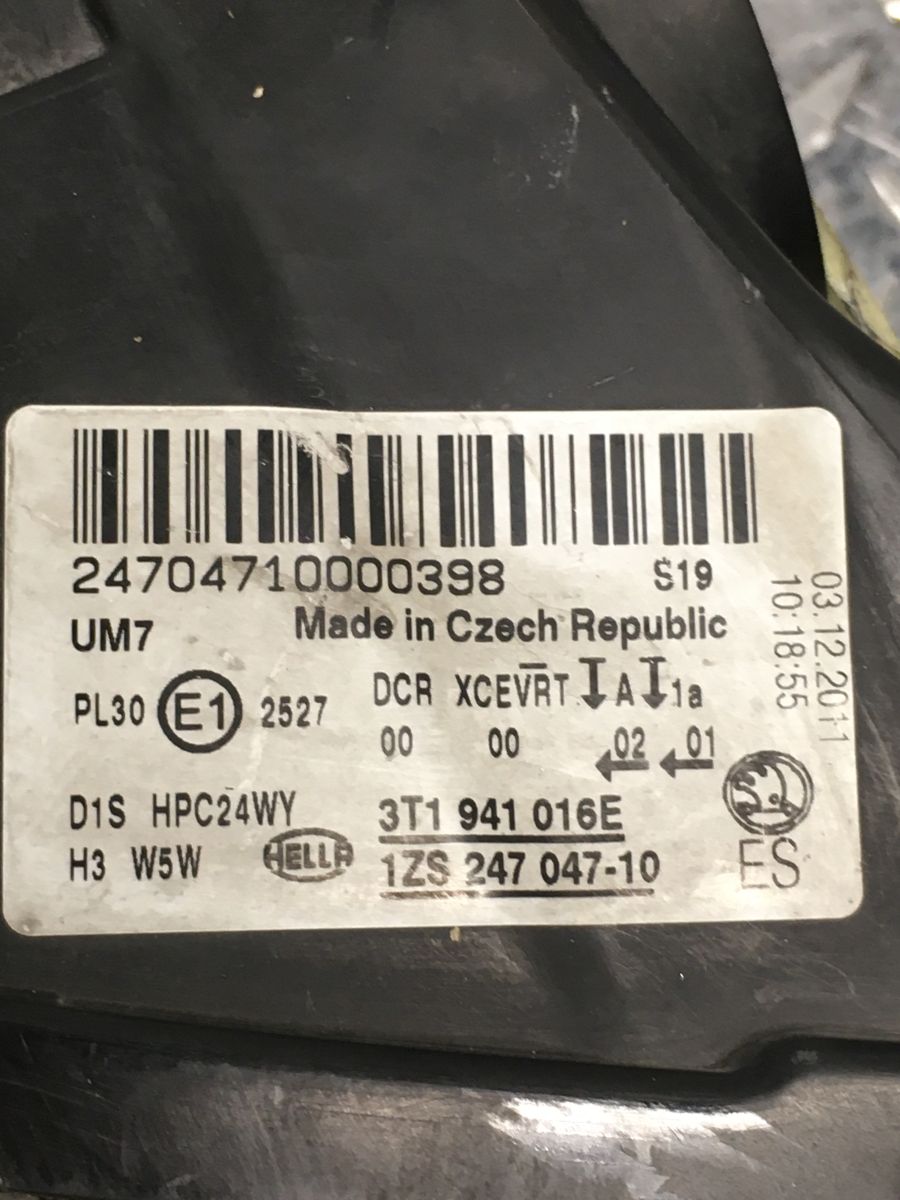 24704710000398 S19
UM7 Made in Czech Republic
PL30 E1 2527 DCR XCEVRT A 1a
00 00 02 01
D1S HPC24WY 3T1 941 016E
H3 W5W HELLA 1ZS 247 047-10
ES
03.12.2011
10:18:55